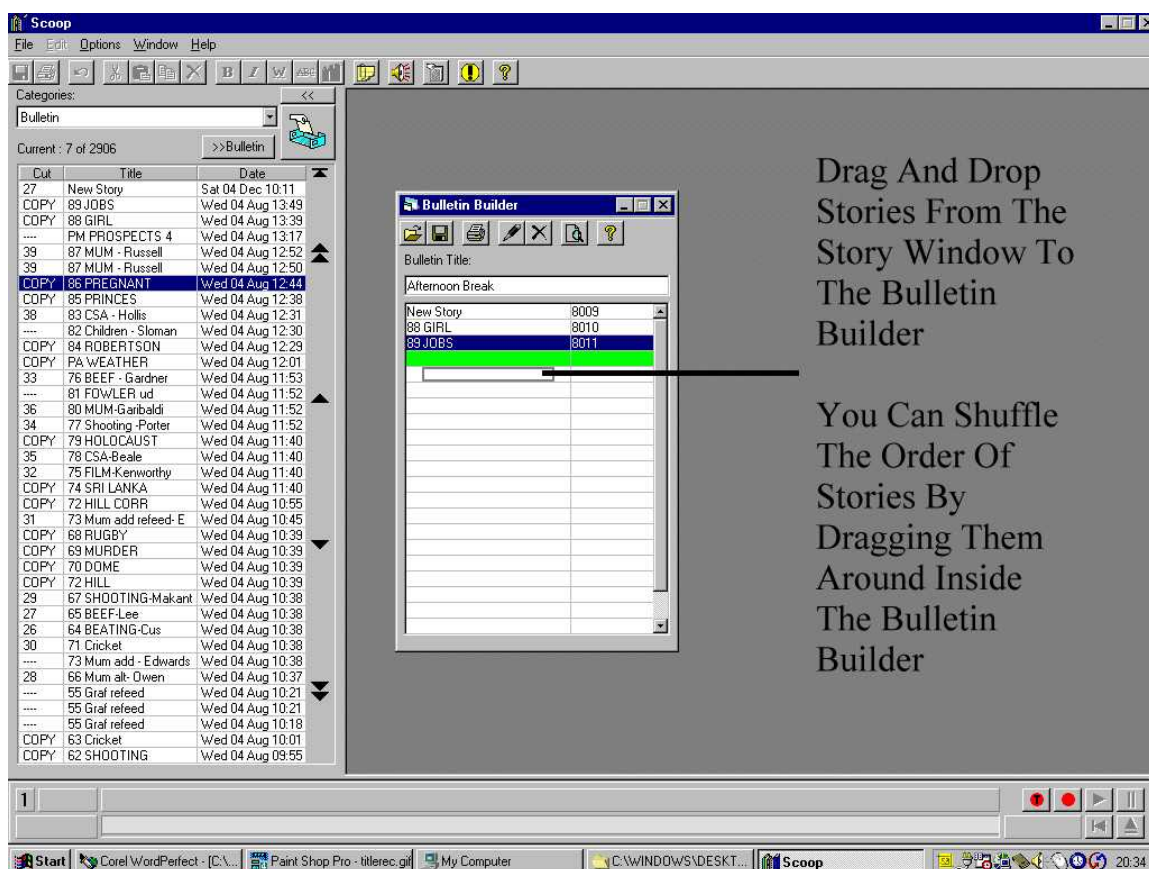 Scoop
File Edit Options Window Help
B I W ABC
Categories: <<
Bulletin
Current : 7 of 2906 >>Bulletin
Cut Title Date
27 New Story Sat 04 Dec 10:11
COPY 89 JOBS Wed 04 Aug 13:49
COPY 88 GIRL Wed 04 Aug 13:39
---- PM PROSPECTS 4 Wed 04 Aug 13:17
39 87 MUM - Russell Wed 04 Aug 12:52
39 87 MUM - Russell Wed 04 Aug 12:50
COPY 86 PREGNANT Wed 04 Aug 12:44
COPY 85 PRINCES Wed 04 Aug 12:38
38 83 CSA - Hollis Wed 04 Aug 12:31
---- 82 Children - Sloman Wed 04 Aug 12:30
COPY 84 ROBERTSON Wed 04 Aug 12:29
COPY PA WEATHER Wed 04 Aug 12:01
33 76 BEEF - Gardner Wed 04 Aug 11:53
---- 81 FOWLER ud Wed 04 Aug 11:52
36 80 MUM-Garibaldi Wed 04 Aug 11:52
34 77 Shooting -Porter Wed 04 Aug 11:52
COPY 79 HOLOCAUST Wed 04 Aug 11:40
35 78 CSA-Beale Wed 04 Aug 11:40
32 75 FILM-Kenworthy Wed 04 Aug 11:40
COPY 74 SRI LANKA Wed 04 Aug 11:40
COPY 72 HILL CORR Wed 04 Aug 10:55
31 73 Mum add refeed- E Wed 04 Aug 10:45
COPY 68 RUGBY Wed 04 Aug 10:39
COPY 69 MURDER Wed 04 Aug 10:39
COPY 70 DOME Wed 04 Aug 10:39
COPY 72 HILL Wed 04 Aug 10:39
29 67 SHOOTING-Makant Wed 04 Aug 10:38
27 65 BEEF-Lee Wed 04 Aug 10:38
26 64 BEATING-Cus Wed 04 Aug 10:38
30 71 Cricket Wed 04 Aug 10:38
---- 73 Mum add - Edwards Wed 04 Aug 10:38
28 66 Mum alt- Owen Wed 04 Aug 10:37
---- 55 Graf refeed Wed 04 Aug 10:21
---- 55 Graf refeed Wed 04 Aug 10:21
---- 55 Graf refeed Wed 04 Aug 10:18
COPY 63 Cricket Wed 04 Aug 10:01
COPY 62 SHOOTING Wed 04 Aug 09:55
Bulletin Builder
Bulletin Title:
Afternoon Break
New Story 8009
88 GIRL 8010
89 JOBS 8011
Drag And Drop
Stories From The
Story Window To
The Bulletin
Builder
You Can Shuffle
The Order Of
Stories By
Dragging Them
Around Inside
The Bulletin
Builder
1 T
Start Corel WordPerfect - [C:\... Paint Shop Pro - titlerec.gif My Computer C:\WINDOWS\DESKT... Scoop 20:34